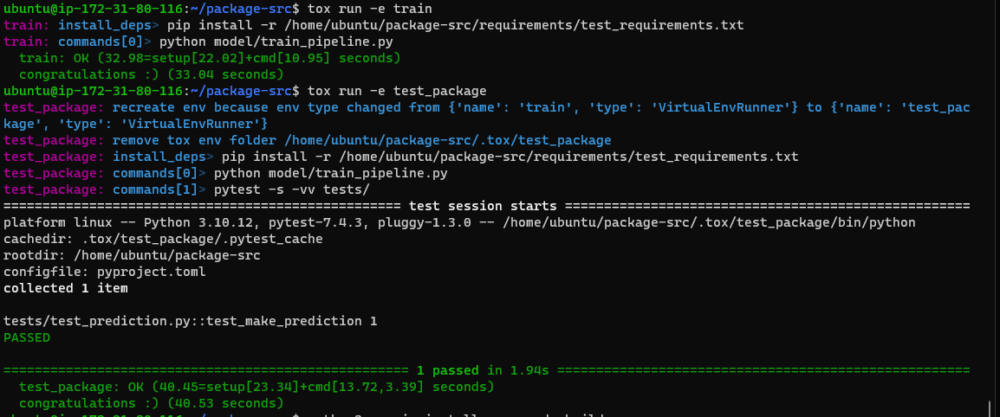 ubuntu@ip-172-31-80-116:~/package-src$ tox run -e train
train: install_deps> pip install -r /home/ubuntu/package-src/requirements/test_requirements.txt
train: commands[0]> python model/train_pipeline.py
  train: OK (32.98=setup[22.02]+cmd[10.95] seconds)
  congratulations :) (33.04 seconds)
ubuntu@ip-172-31-80-116:~/package-src$ tox run -e test_package
test_package: recreate env because env type changed from {'name': 'train', 'type': 'VirtualEnvRunner'} to {'name': 'test_pac
kage', 'type': 'VirtualEnvRunner'}
test_package: remove tox env folder /home/ubuntu/package-src/.tox/test_package
test_package: install_deps> pip install -r /home/ubuntu/package-src/requirements/test_requirements.txt
test_package: commands[0]> python model/train_pipeline.py
test_package: commands[1]> pytest -s -vv tests/
=================================================== test session starts ====================================================
platform linux -- Python 3.10.12, pytest-7.4.3, pluggy-1.3.0 -- /home/ubuntu/package-src/.tox/test_package/bin/python
cachedir: .tox/test_package/.pytest_cache
rootdir: /home/ubuntu/package-src
configfile: pyproject.toml
collected 1 item

tests/test_prediction.py::test_make_prediction 1
PASSED

==================================================== 1 passed in 1.94s =====================================================
  test_package: OK (40.45=setup[23.34]+cmd[13.72,3.39] seconds)
  congratulations :) (40.53 seconds)